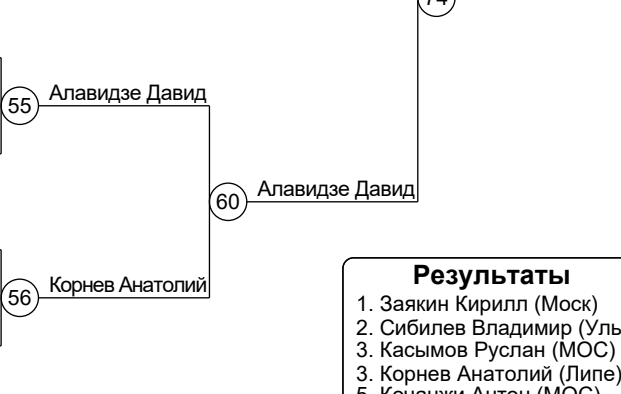 74
Алавидзе Давид
55
Алавидзе Давид
60
Корнев Анатолий
56
Результаты
1. Заякин Кирилл (Моск)
2. Сибилев Владимир (Уль
3. Касымов Руслан (МОС)
3. Корнев Анатолий (Липе)